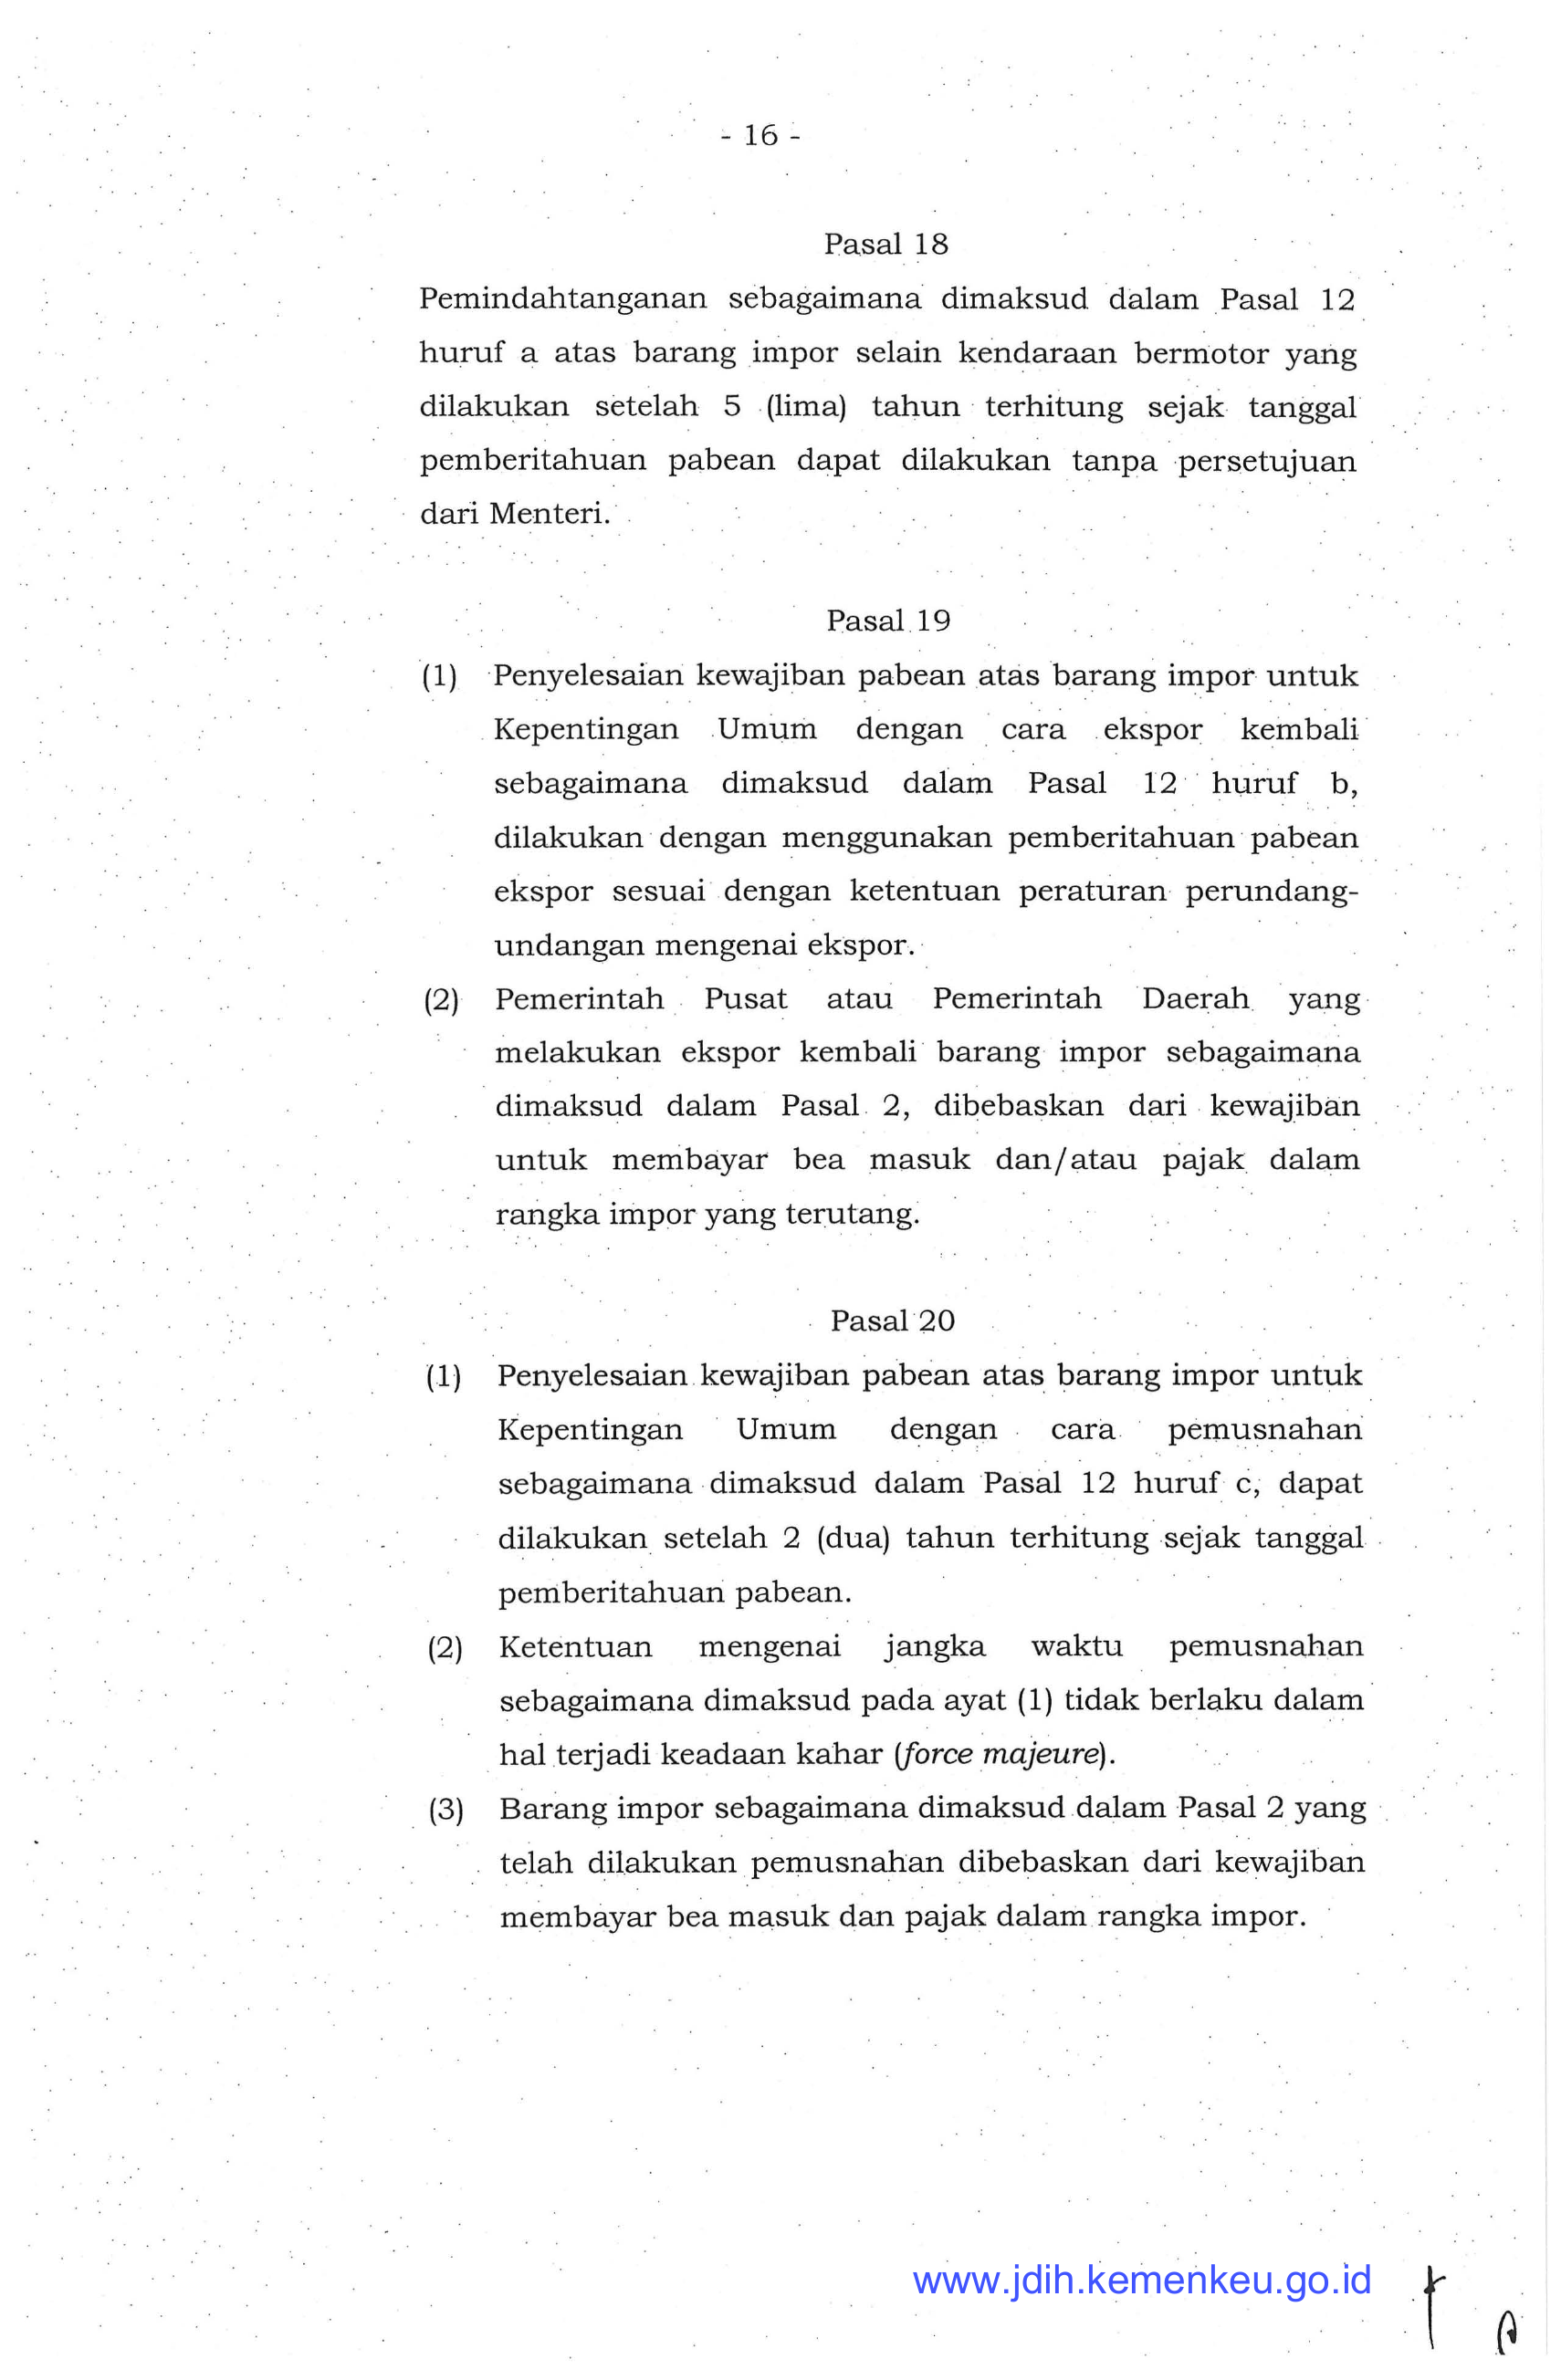 - 16 -
Pasal 18
Pemindahtanganan sebagaimana dimaksud dalam Pasal 12
huruf a atas barang impor selain kendaraan bermotor yang
dilakukan setelah 5 (lima) tahun terhitung sejak tanggal
pemberitahuan pabean dapat dilakukan tanpa persetujuan
dari Menteri.
Pasal 19
(1) Penyelesaian kewajiban pabean atas barang impor untuk
Kepentingan Umum dengan cara ekspor kembali
sebagaimana dimaksud dalam Pasal 12 huruf b,
dilakukan dengan menggunakan pemberitahuan pabean
ekspor sesuai dengan ketentuan peraturan perundang-
undangan mengenai ekspor.
(2) Pemerintah Pusat atau Pemerintah Daerah yang
melakukan ekspor kembali barang impor sebagaimana
dimaksud dalam Pasal 2, dibebaskan dari kewajiban
untuk membayar bea masuk dan/atau pajak dalam
rangka impor yang terutang.
Pasal 20
(1) Penyelesaian kewajiban pabean atas barang impor untuk
Kepentingan Umum dengan cara pemusnahan
sebagaimana dimaksud dalam Pasal 12 huruf c, dapat
dilakukan setelah 2 (dua) tahun terhitung sejak tanggal
pemberitahuan pabean.
(2) Ketentuan mengenai jangka waktu pemusnahan
sebagaimana dimaksud pada ayat (1) tidak berlaku dalam
hal terjadi keadaan kahar (force majeure).
(3) Barang impor sebagaimana dimaksud dalam Pasal 2 yang
telah dilakukan pemusnahan dibebaskan dari kewajiban
membayar bea masuk dan pajak dalam rangka impor.
www.jdih.kemenkeu.go.id